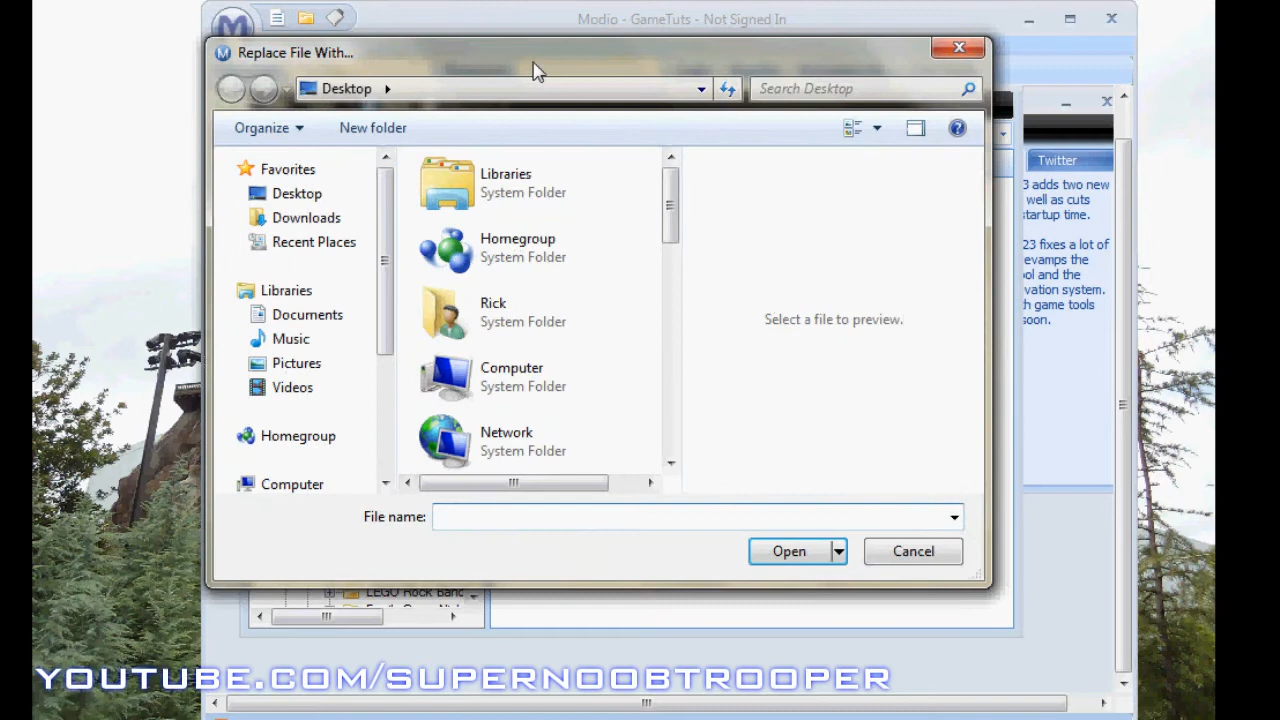 Modio - GameTuts - Not Signed In
Replace File With...
Desktop
Search Desktop
Organize
New folder
Favorites
Desktop
Downloads
Recent Places
Libraries
Documents
Music
Pictures
Videos
Homegroup
Computer
Libraries
System Folder
Homegroup
System Folder
Rick
System Folder
Computer
System Folder
Network
System Folder
Select a file to preview.
Twitter
3 adds two new
well as cuts
startup time.
23 fixes a lot of
evamps the
ol and the
vation system.
h game tools
soon.
File name:
Open
Cancel
LEGO Rock Band
YOUTUBE.COM/SUPERNOOBTROOPER